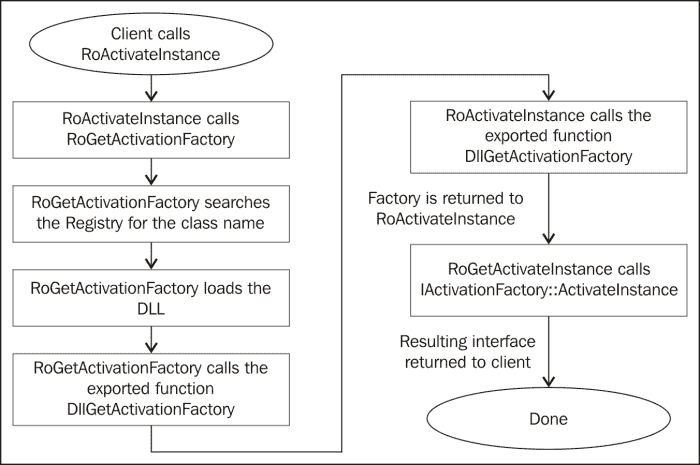 Client calls
RoActivateInstance
RoActivateInstance calls
RoGetActivationFactory
RoGetActivationFactory searches
the Registry for the class name
RoGetActivationFactory loads the
DLL
RoGetActivationFactory calls the
exported function
DllGetActivationFactory
RoActivateInstance calls the
exported function
DllGetActivationFactory
Factory is returned to
RoActivateInstance
RoGetActivateInstance calls
IActivationFactory::ActivateInstance
Resulting interface
returned to client
Done